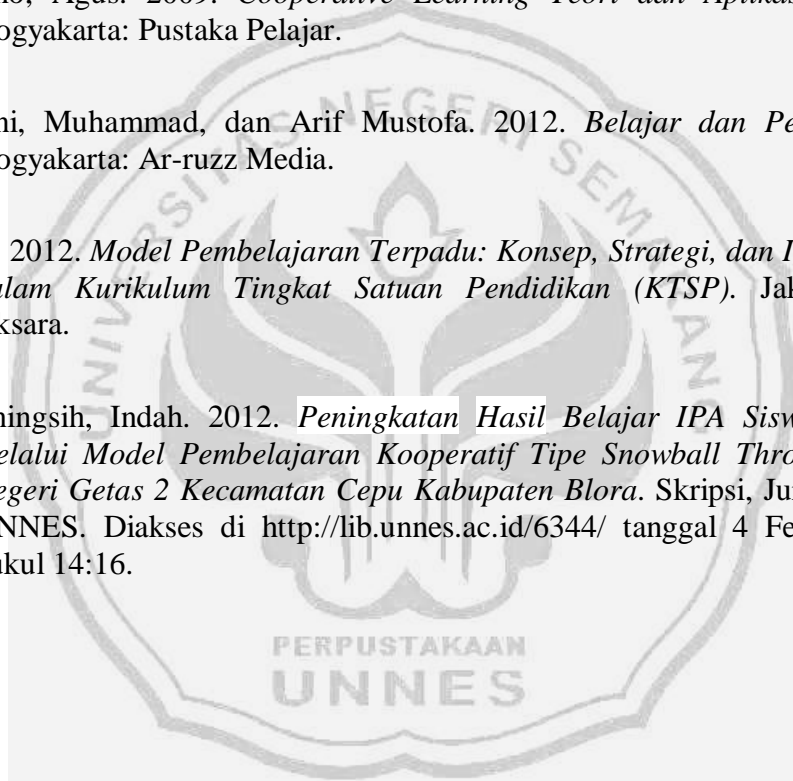 Agus. 2009. Cooperative Learning Teori dan
ogyakarta: Pustaka Pelajar.
ni, Muhammad, dan Arif Mustofa. 2012. Belajar dan Pe
ogyakarta: Ar-ruzz Media.
2012. Model Pembelajaran Terpadu: Konsep, Strategi, dan I
alam Kurikulum Tingkat Satuan Pendidikan (KTSP). Jak
ksara.
ningsih, Indah. 2012. Peningkatan Hasil Belajar IPA Sisw
elalui Model Pembelajaran Kooperatif Tipe Snowball Thro
egeri Getas 2 Kecamatan Cepu Kabupaten Blora. Skripsi, Ju
NNES. Diakses di http://lib.unnes.ac.id/6344/ tanggal 4 Fe
ukul 14:16.
UNIVERSITAS NEGERI SEMARANG
PERPUSTAKAAN
UNNES